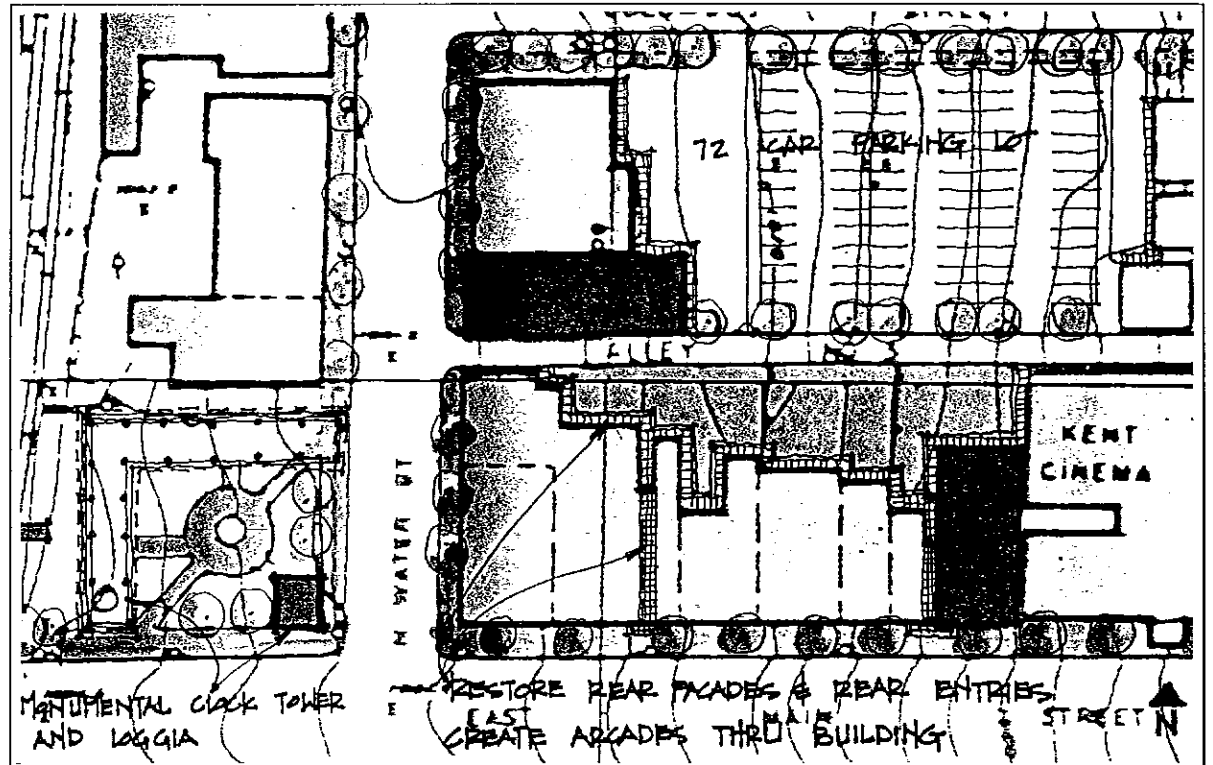 STREET
72 CAR PARKING LOT
ALLEY
KENT
CINEMA
N WATER ST
MONUMENTAL CLOCK TOWER
AND LOGGIA
RESTORE REAR FACADES & REAR ENTRIES
EAST MAIN STREET
CREATE ARCADES THRU BUILDING
N